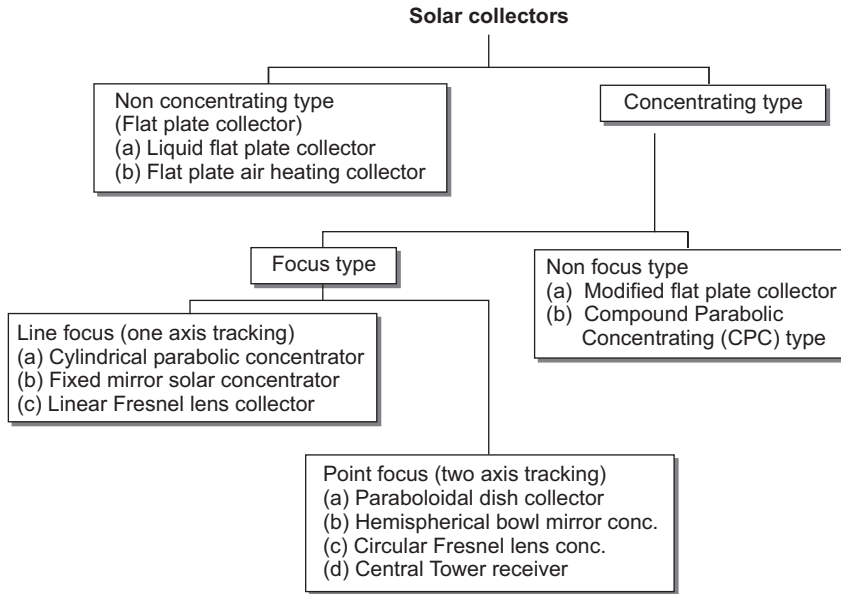 Solar collectors
Non concentrating type
(Flat plate collector)
(a) Liquid flat plate collector
(b) Flat plate air heating collector
Concentrating type
Focus type
Non focus type
(a) Modified flat plate collector
(b) Compound Parabolic
Concentrating (CPC) type
Line focus (one axis tracking)
(a) Cylindrical parabolic concentrator
(b) Fixed mirror solar concentrator
(c) Linear Fresnel lens collector
Point focus (two axis tracking)
(a) Paraboloidal dish collector
(b) Hemispherical bowl mirror conc.
(c) Circular Fresnel lens conc.
(d) Central Tower receiver